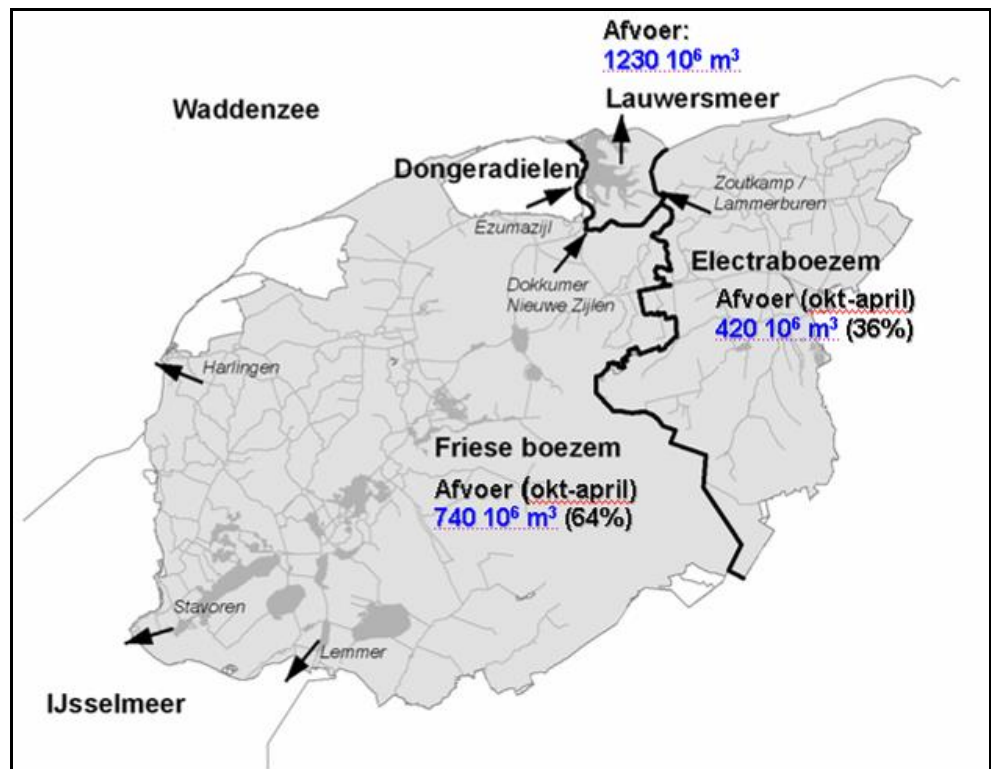 Afvoer:
1230 10⁶ m³
Lauwersmeer
Waddenzee
Dongeradielen
Zoutkamp /
Lammerburen
Ezumazijl
Electraboezem
Dokkumer
Nieuwe Zijlen
Afvoer (okt-april)
420 10⁶ m³ (36%)
Harlingen
Friese boezem
Afvoer (okt-april)
740 10⁶ m³ (64%)
Stavoren
Lemmer
IJsselmeer